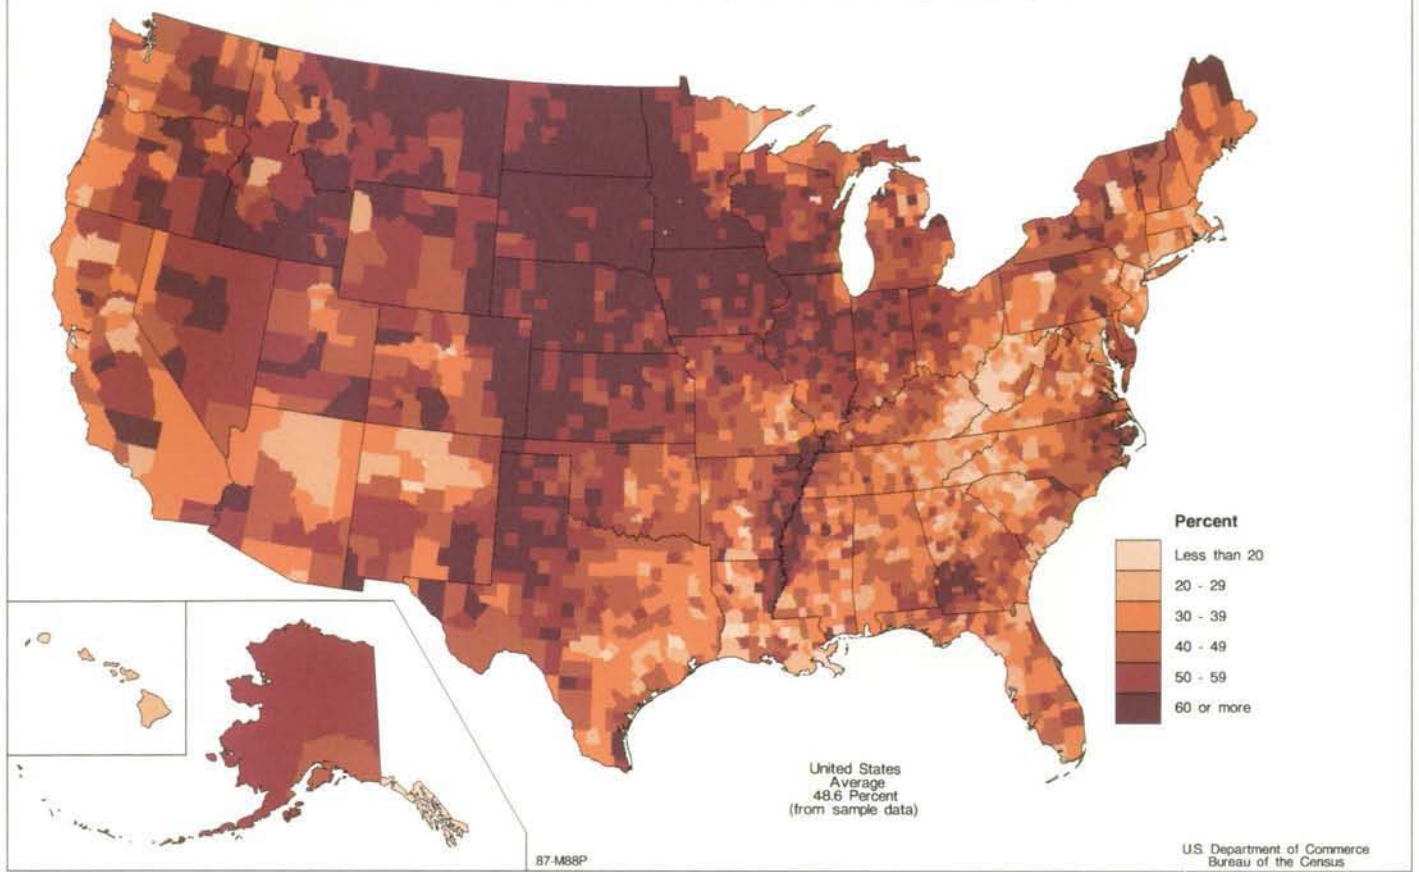 Percent
Less than 20
20 - 29
30 - 39
40 - 49
50 - 59
60 or more
United States
Average
48.6 Percent
(from sample data)
87-M88P
U.S. Department of Commerce
Bureau of the Census